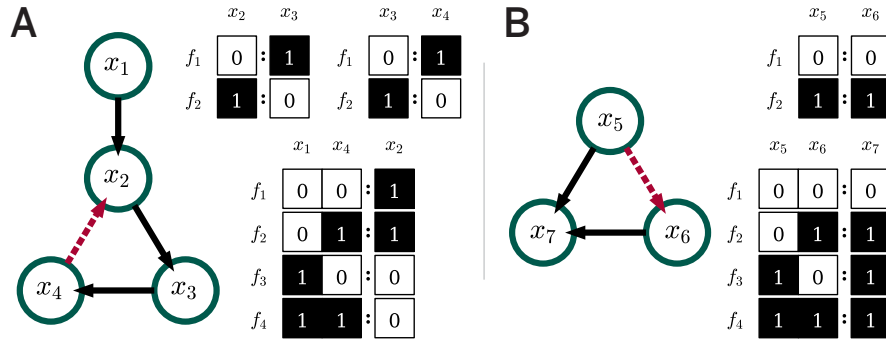 A
x₁
x₂
x₄
x₃
x₂ x₃
f₁ 0 : 1
f₂ 1 : 0
x₃ x₄
f₁ 0 : 1
f₂ 1 : 0
x₁ x₄ x₂
f₁ 0 0 : 1
f₂ 0 1 : 1
f₃ 1 0 : 0
f₄ 1 1 : 0
B
x₅
x₇
x₆
x₅ x₆
f₁ 0 : 0
f₂ 1 : 1
x₅ x₆ x₇
f₁ 0 0 : 0
f₂ 0 1 : 1
f₃ 1 0 : 1
f₄ 1 1 : 1